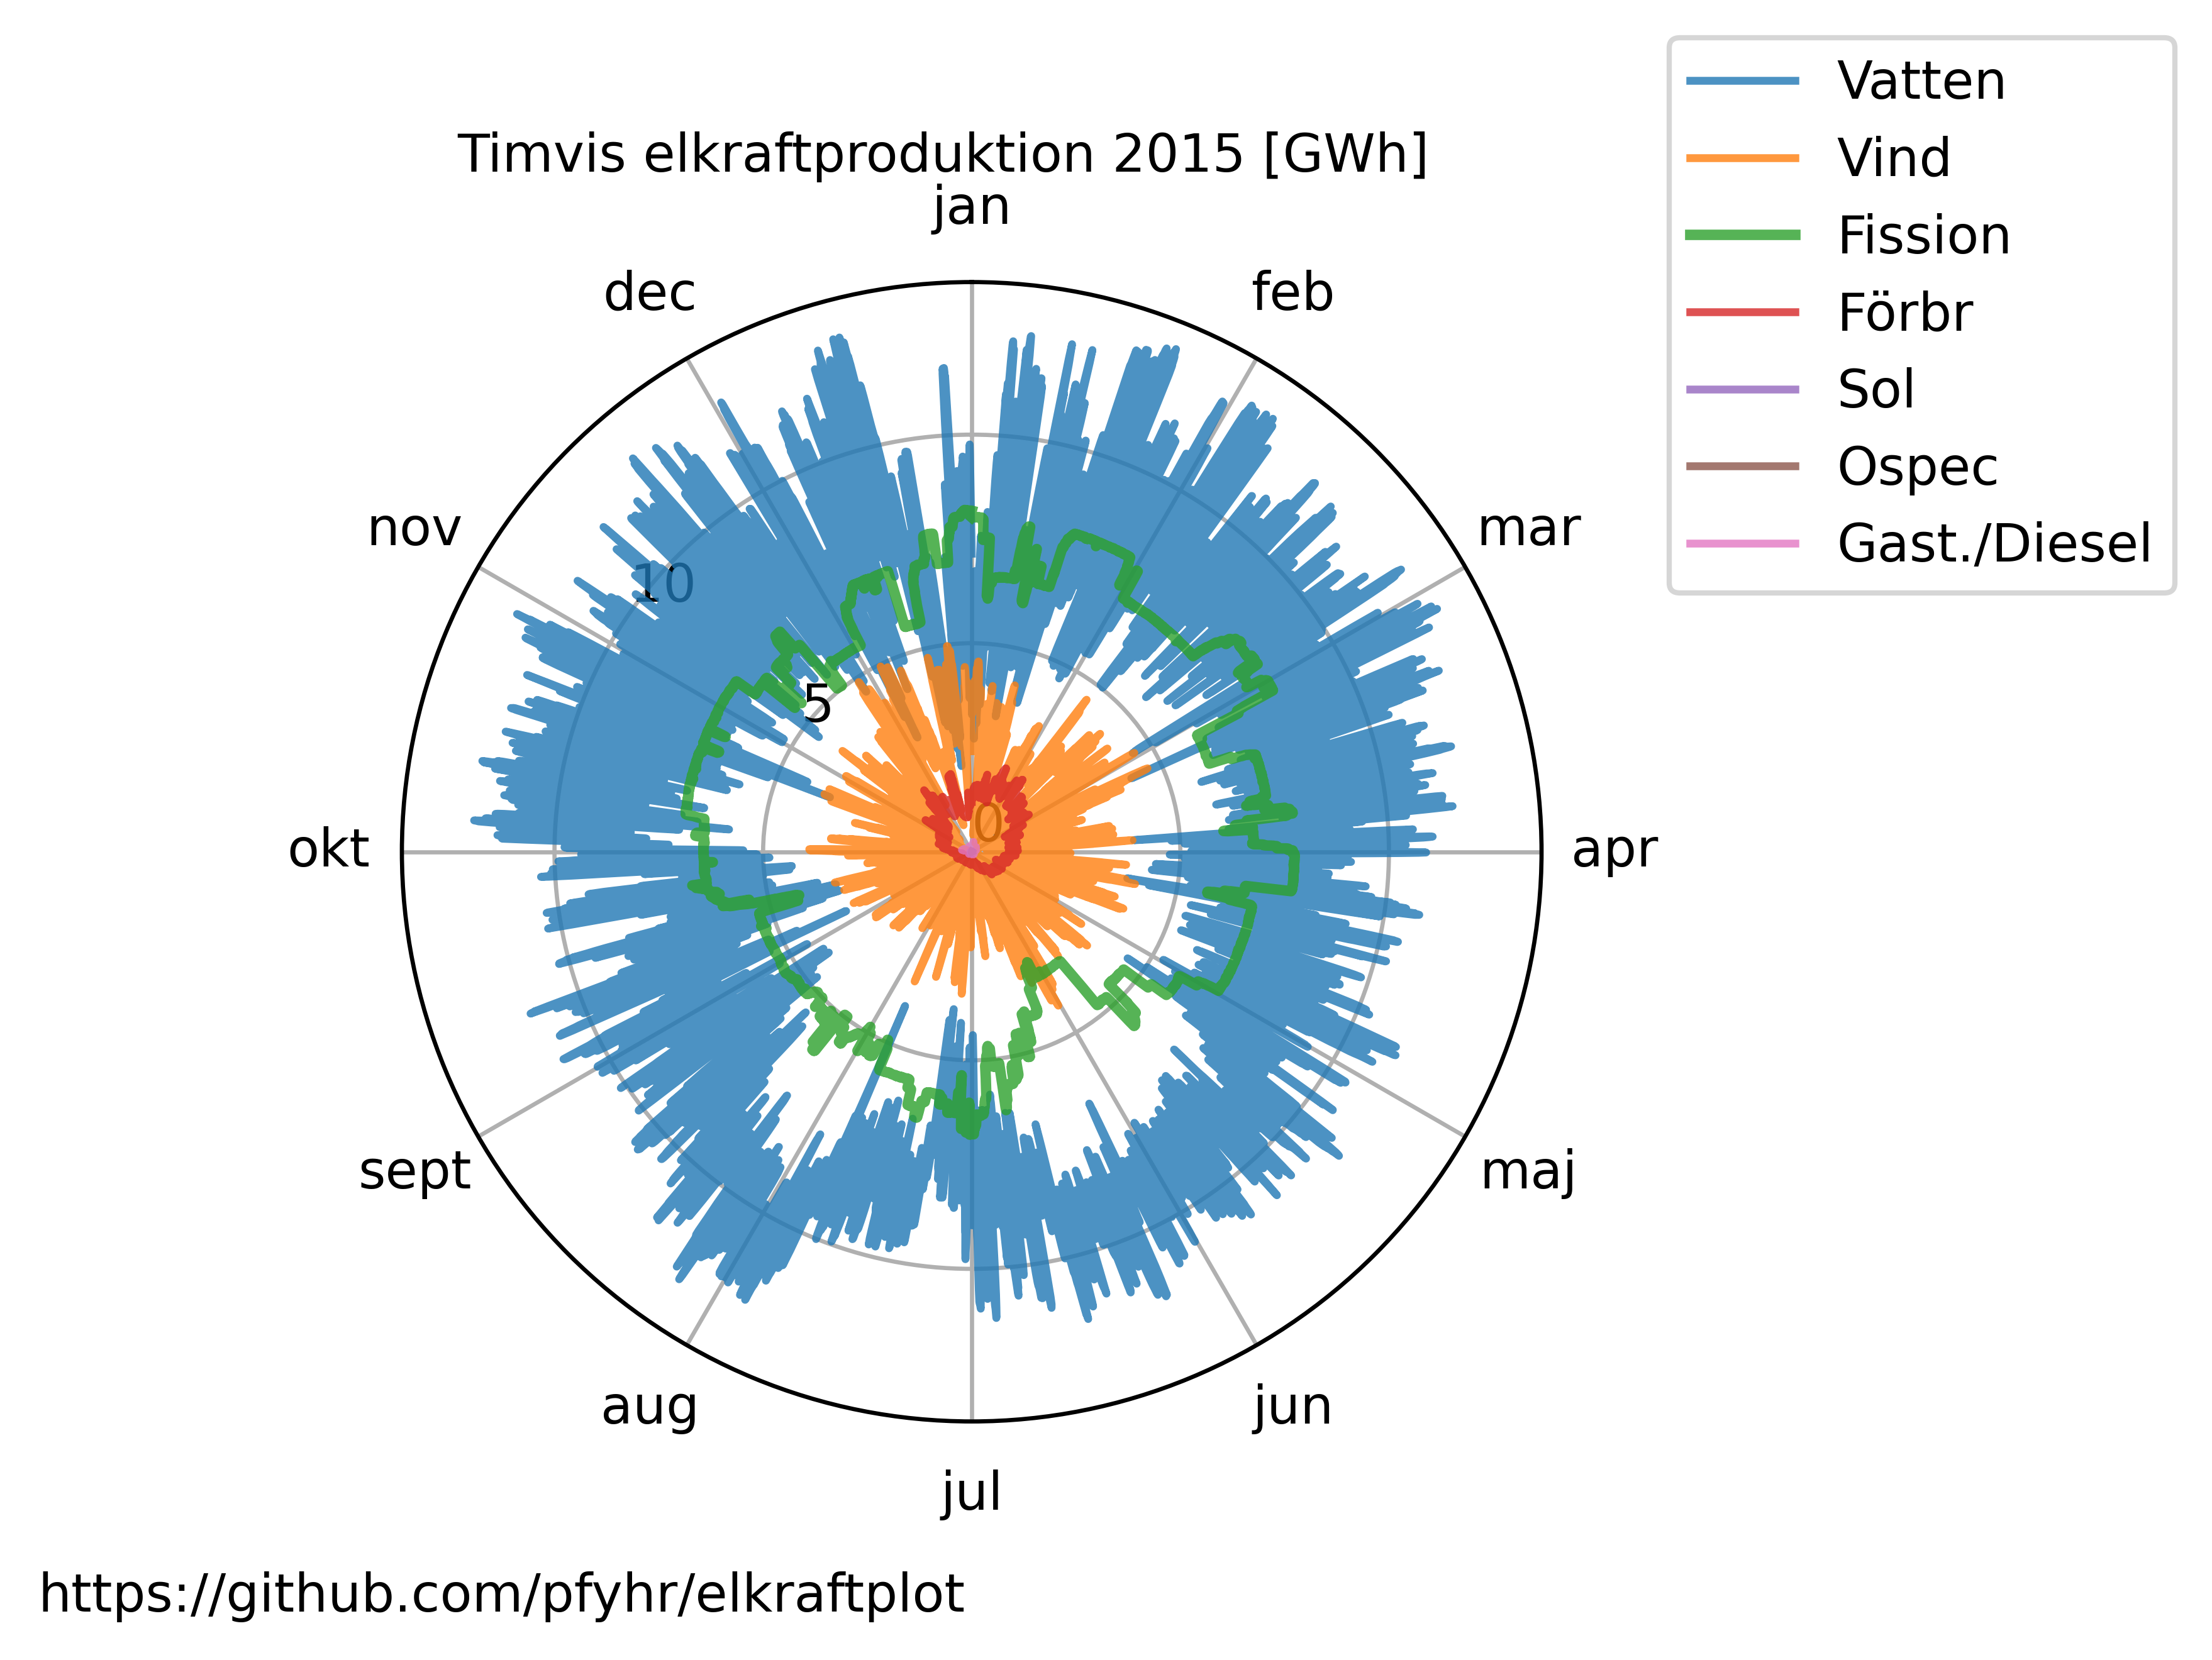 Timvis elkraftproduktion 2015 [GWh]
jan
feb
mar
apr
maj
jun
jul
aug
sept
okt
nov
dec
10
5
0
Vatten
Vind
Fission
Förbr
Sol
Ospec
Gast./Diesel
https://github.com/pfyhr/elkraftplot